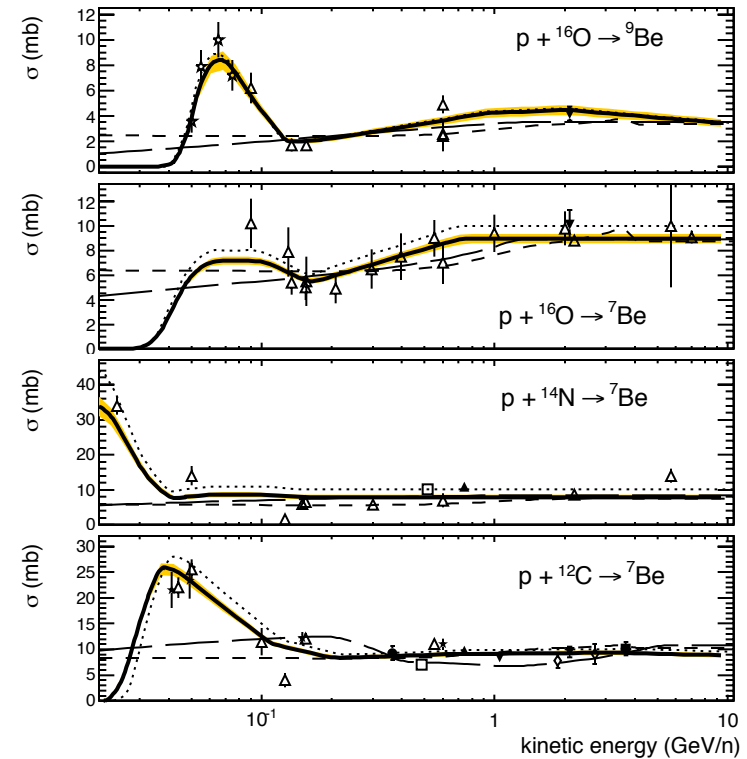 σ (mb)
12
10
8
6
4
2
0
p + ¹⁶O → ⁹Be
σ (mb)
12
10
8
6
4
2
0
p + ¹⁶O → ⁷Be
σ (mb)
40
30
20
10
0
p + ¹⁴N → ⁷Be
σ (mb)
30
25
20
15
10
5
0
p + ¹²C → ⁷Be
10⁻¹ 1 10
kinetic energy (GeV/n)